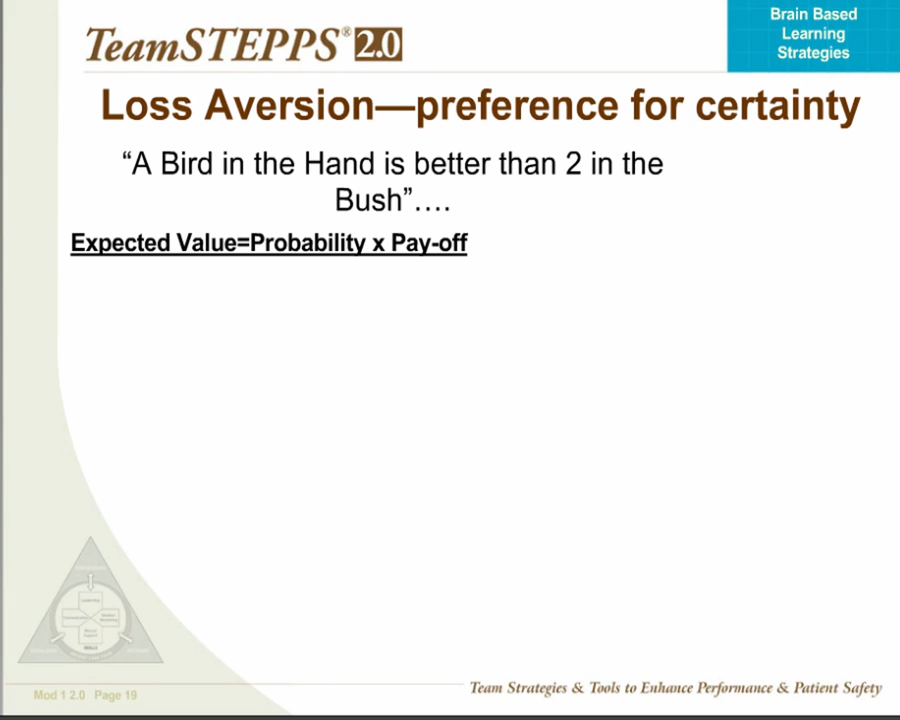 TeamSTEPPS® 2.0
Brain Based
Learning
Strategies
Loss Aversion—preference for certainty
“A Bird in the Hand is better than 2 in the
Bush”….
Expected Value=Probability x Pay-off
Mod 1 2.0 Page 19
Team Strategies & Tools to Enhance Performance & Patient Safety